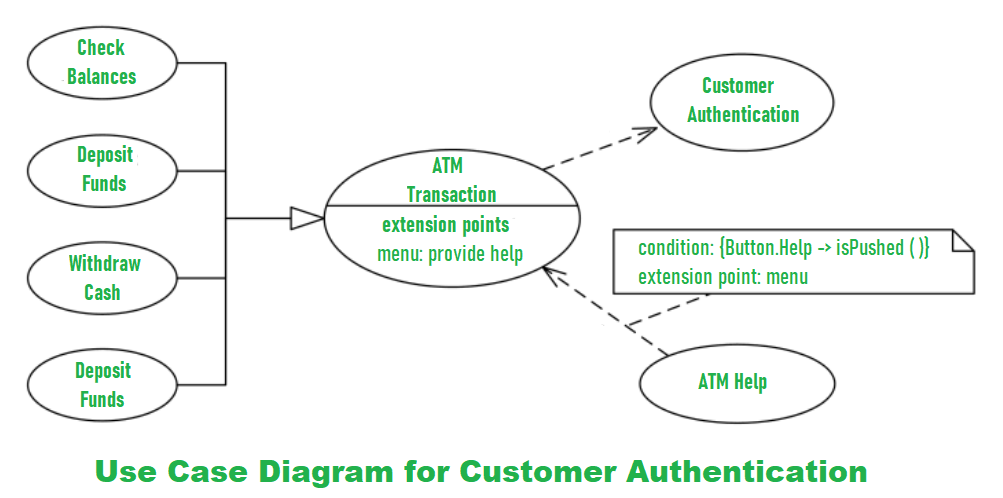 Check
Balances
Deposit
Funds
Withdraw
Cash
Deposit
Funds
ATM
Transaction
extension points
menu: provide help
Customer
Authentication
condition: {Button.Help -> isPushed ( )}
extension point: menu
ATM Help
Use Case Diagram for Customer Authentication